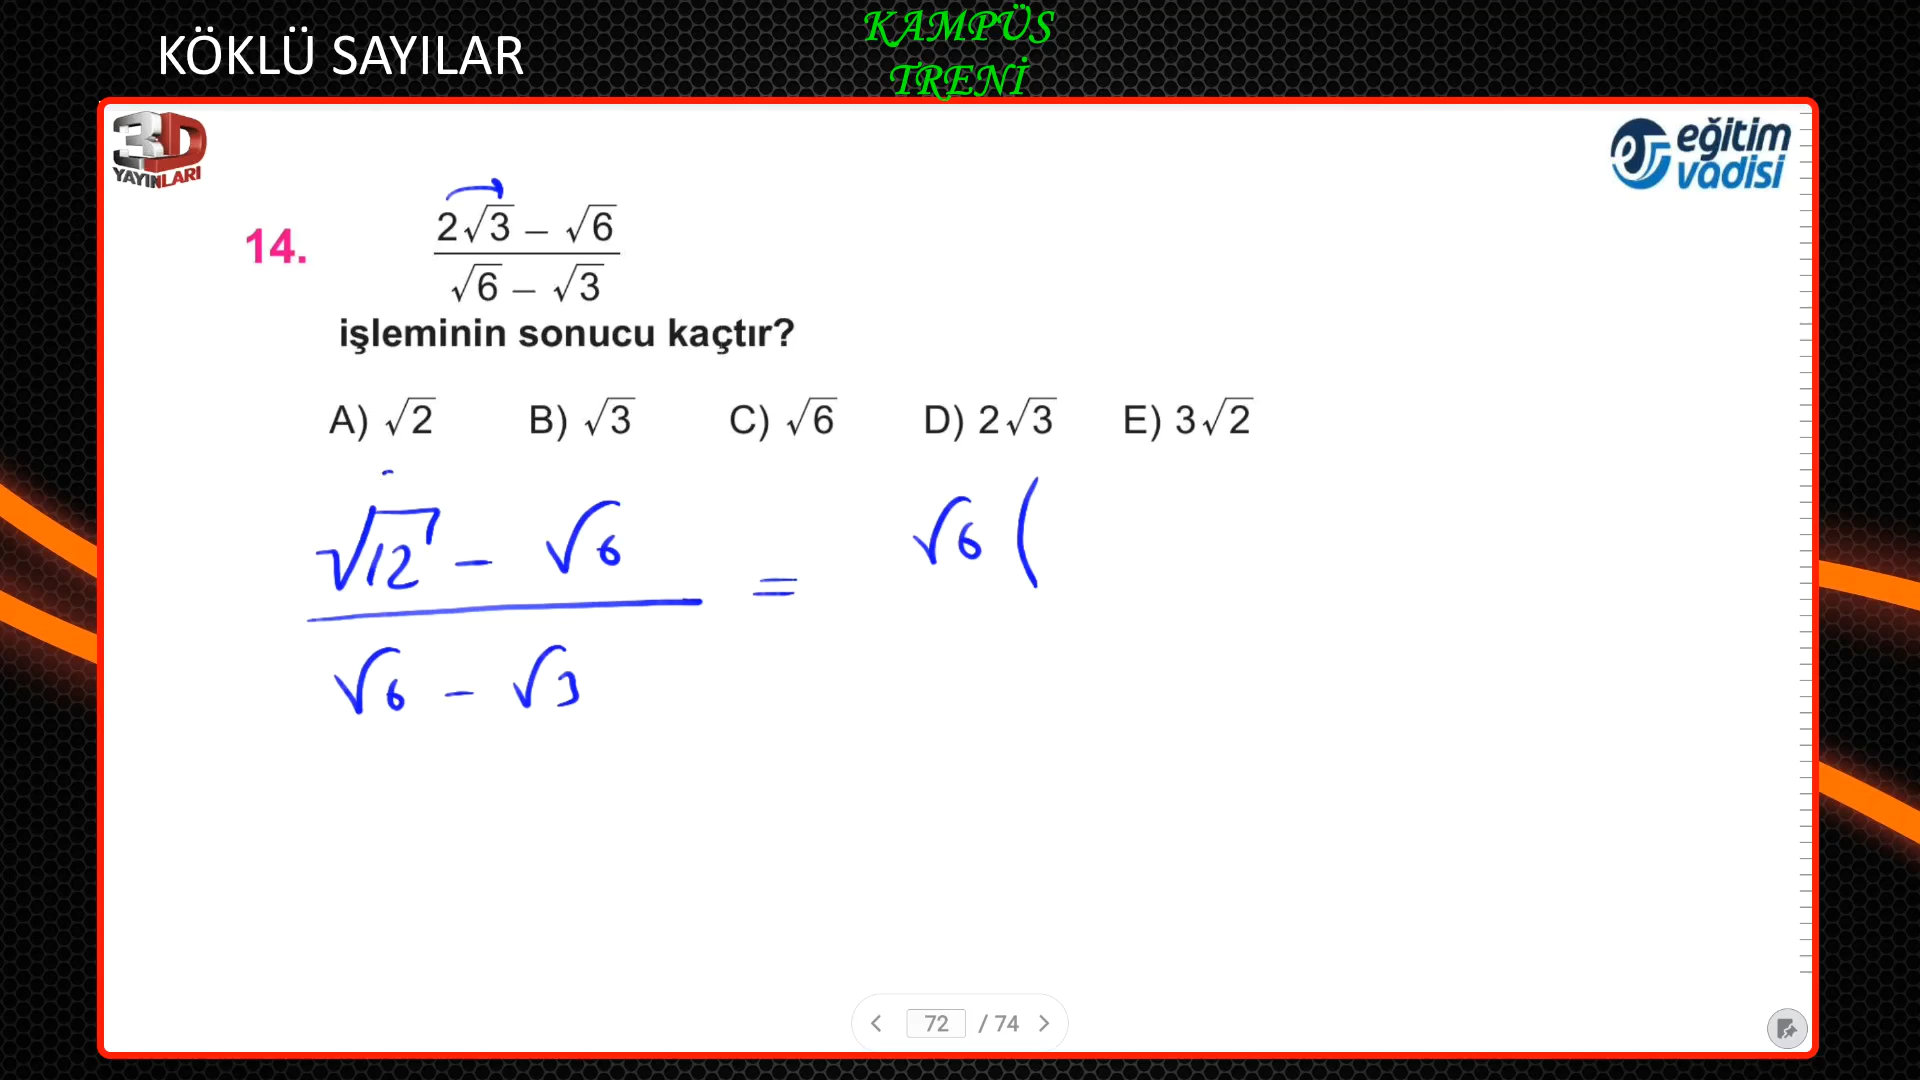 KÖKLÜ SAYILAR
KAMPÜS
TRENİ
3D
YAYINLARI
eğitim
vadisi
14.
2√3 – √6
√6 – √3
işleminin sonucu kaçtır?
A) √2 B) √3 C) √6 D) 2√3 E) 3√2
√12 – √6 = √6 (
√6 – √3
72 / 74